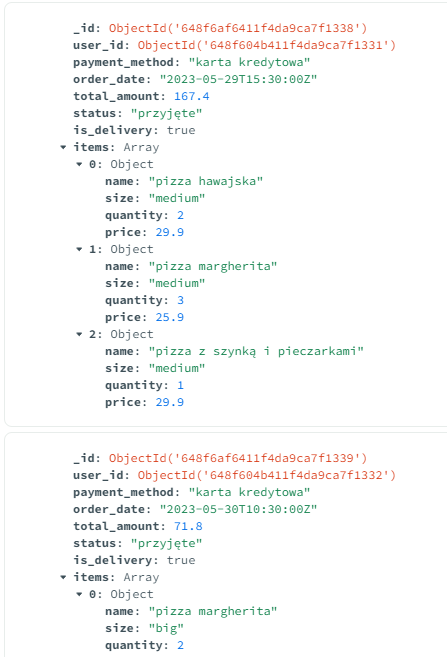 _id: ObjectId('648f6af6411f4da9ca7f1338')
user_id: ObjectId('648f604b411f4da9ca7f1331')
payment_method: "karta kredytowa"
order_date: "2023-05-29T15:30:00Z"
total_amount: 167.4
status: "przyjęte"
is_delivery: true
items: Array
0: Object
name: "pizza hawajska"
size: "medium"
quantity: 2
price: 29.9
1: Object
name: "pizza margherita"
size: "medium"
quantity: 3
price: 25.9
2: Object
name: "pizza z szynką i pieczarkami"
size: "medium"
quantity: 1
price: 29.9
_id: ObjectId('648f6af6411f4da9ca7f1339')
user_id: ObjectId('648f604b411f4da9ca7f1332')
payment_method: "karta kredytowa"
order_date: "2023-05-30T10:30:00Z"
total_amount: 71.8
status: "przyjęte"
is_delivery: true
items: Array
0: Object
name: "pizza margherita"
size: "big"
quantity: 2